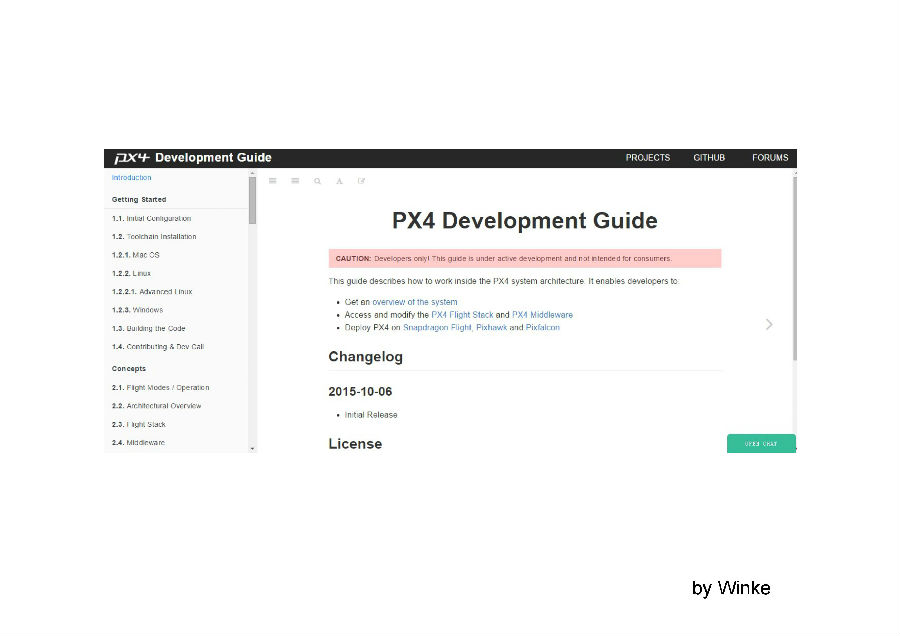 PX4 Development Guide
PROJECTS GITHUB FORUMS
Introduction
Getting Started
1.1. Initial Configuration
1.2. Toolchain Installation
1.2.1. Mac OS
1.2.2. Linux
1.2.2.1. Advanced Linux
1.2.3. Windows
1.3. Building the Code
1.4. Contributing & Dev Call
Concepts
2.1. Flight Modes / Operation
2.2. Architectural Overview
2.3. Flight Stack
2.4. Middleware
A
PX4 Development Guide
CAUTION: Developers only! This guide is under active development and not intended for consumers.
This guide describes how to work inside the PX4 system architecture. It enables developers to:
• Get an overview of the system
• Access and modify the PX4 Flight Stack and PX4 Middleware
• Deploy PX4 on Snapdragon Flight, Pixhawk and Pixfalcon
Changelog
2015-10-06
• Initial Release
License
OPEN CHAT
by Winke